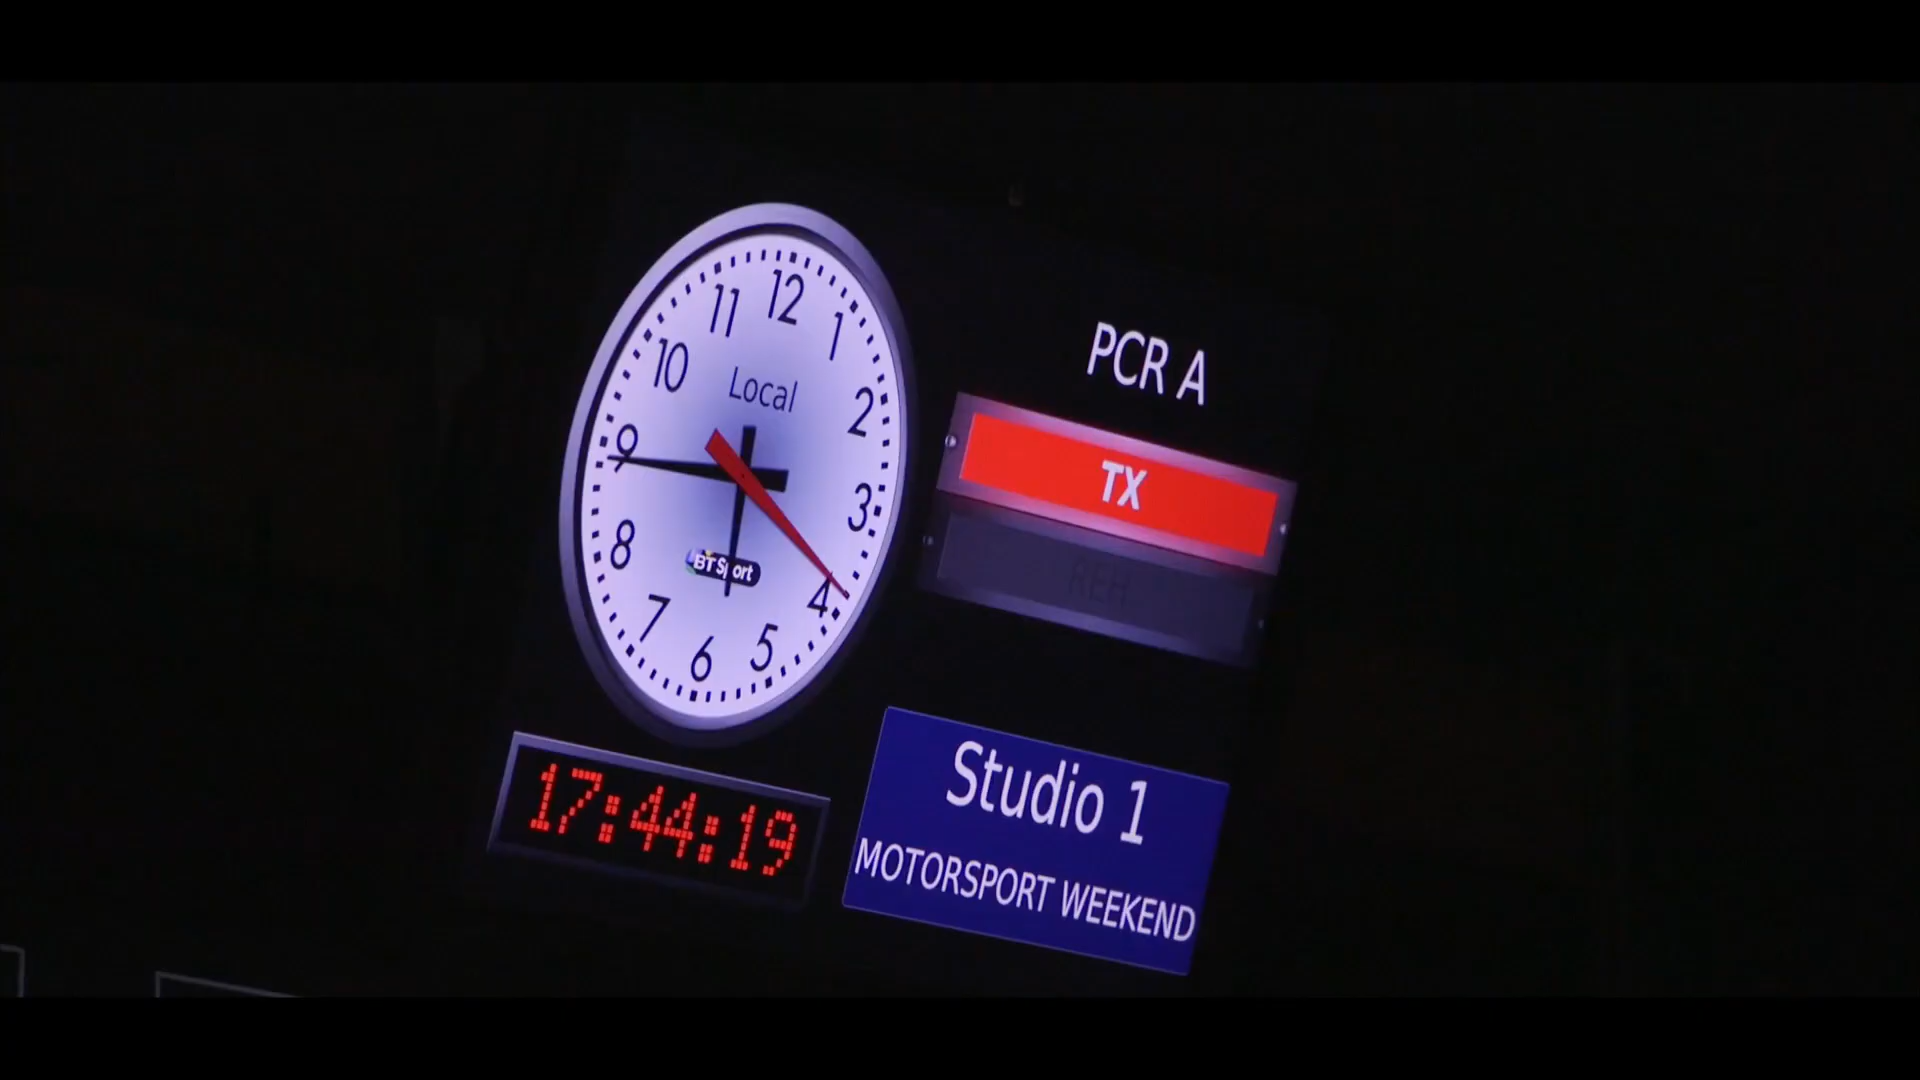 12
11
1
10
Local
2
9
3
8
BT Sport
4
7
5
6
PCR A
TX
REH
17:44:19
Studio 1
MOTORSPORT WEEKEND